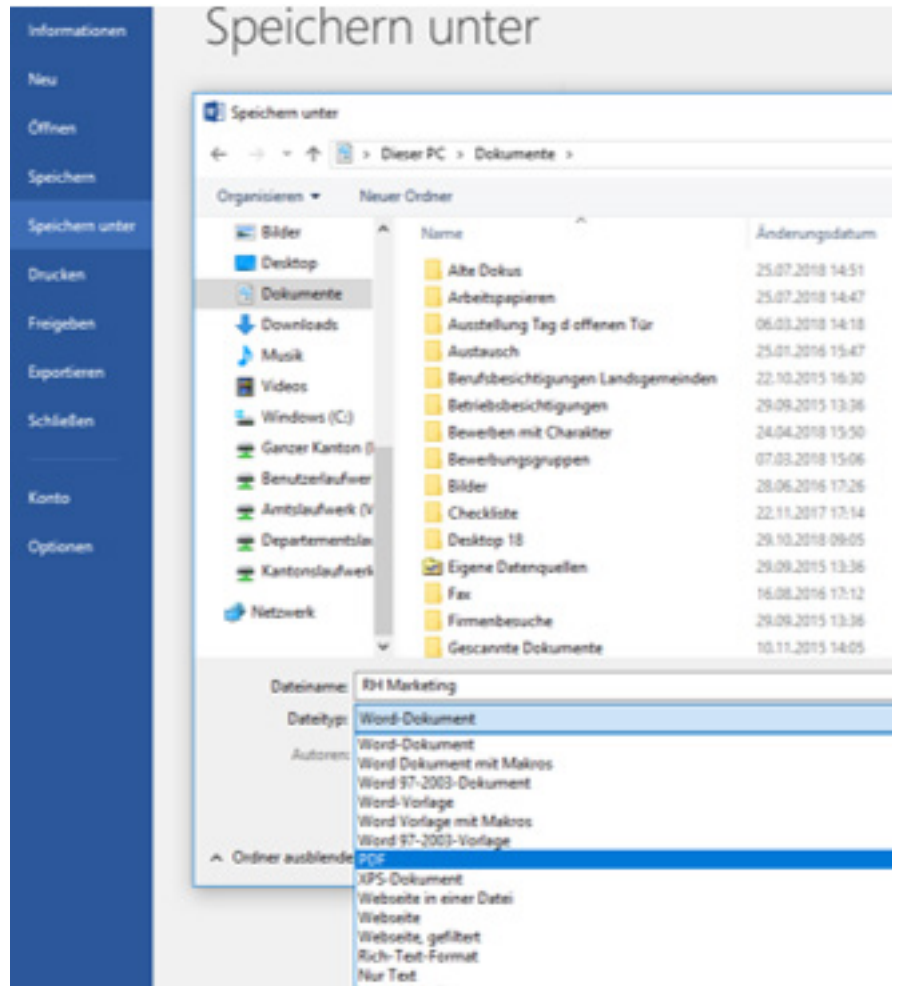 Speichern unter
Informationen
Neu
Öffnen
Speichern
Speichern unter
Drucken
Freigeben
Exportieren
Schließen
Konto
Optionen
Speichern unter
Dieser PC > Dokumente >
Organisieren Neuer Ordner
Bilder
Desktop
Dokumente
Downloads
Musik
Videos
Windows (C:)
Ganzer Kanton (
Benutzerlaufwer
Amtslaufwerk (V
Departementslau
Kantonslaufwerk
Netzwerk
Name Änderungsdatum
Alte Dokus 25.07.2018 14:51
Arbeitspapieren 25.07.2018 14:47
Ausstellung Tag d offenen Tür 06.03.2018 14:18
Austausch 25.01.2016 15:47
Berufsbesichtigungen Landsgemeinden 22.10.2015 16:30
Betriebsbesichtigungen 29.09.2015 13:36
Bewerben mit Charakter 24.04.2018 15:50
Bewerbungsgruppen 07.03.2018 15:06
Bilder 28.06.2016 17:26
Checkliste 22.11.2017 17:14
Desktop 18 29.10.2018 09:05
Eigene Datenquellen 29.09.2015 13:36
Fax 16.08.2016 17:12
Firmenbesuche 29.09.2015 13:36
Gescannte Dokumente 10.11.2015 14:05
Dateiname: RH Marketing
Dateityp: Word-Dokument
Autoren:
Word-Dokument
Word Dokument mit Makros
Word 97-2003-Dokument
Word-Vorlage
Word Vorlage mit Makros
Word 97-2003-Vorlage
PDF
XPS-Dokument
Webseite in einer Datei
Webseite
Webseite, gefiltert
Rich-Text-Format
Nur Text
Ordner ausblende